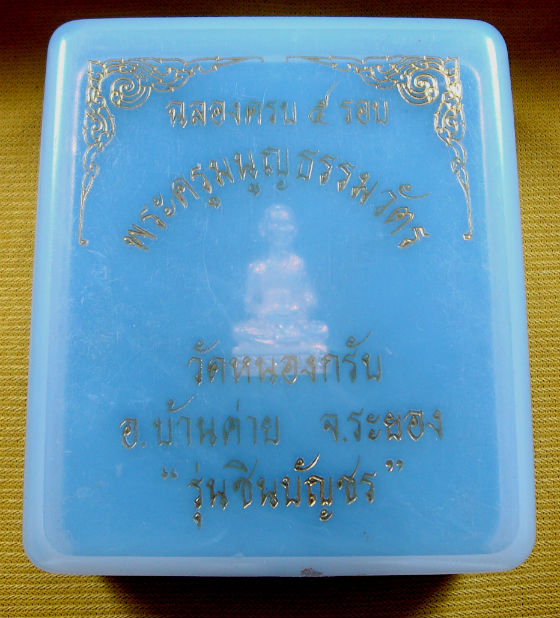 ฉลองครบ ๕ รอบ
พระครูมนูญธรรมวัตร
วัดหนองกรับ
อ.บ้านค่าย จ.ระยอง
“รุ่นชินบัญชร”